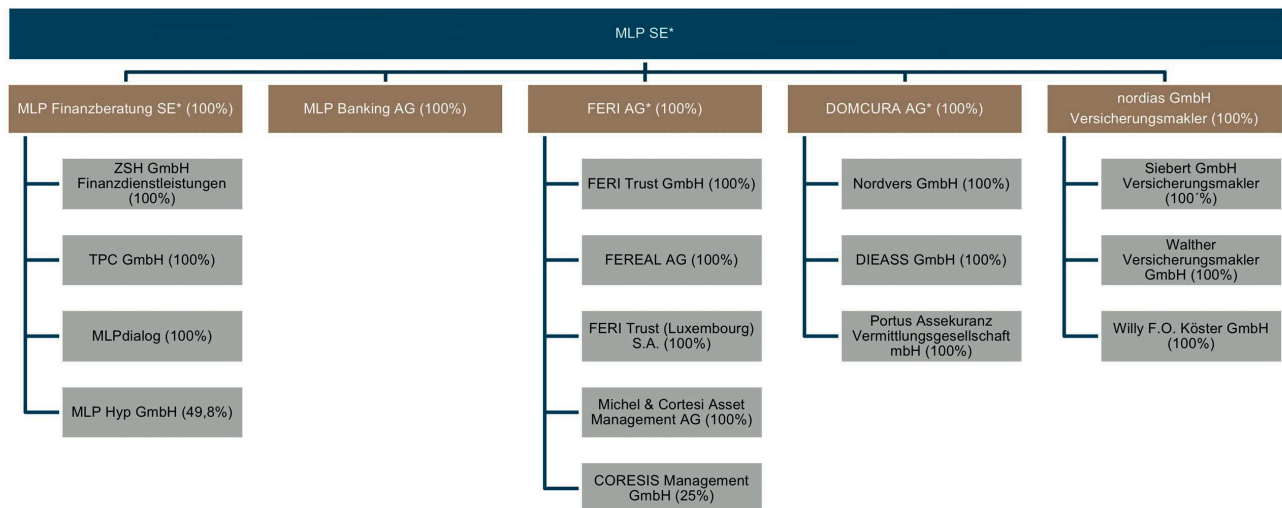 MLP SE*
MLP Finanzberatung SE* (100%)
MLP Banking AG (100%)
FERI AG* (100%)
DOMCURA AG* (100%)
nordias GmbH
Versicherungsmakler (100%)
ZSH GmbH
Finanzdienstleistungen
(100%)
TPC GmbH (100%)
MLPdialog (100%)
MLP Hyp GmbH (49,8%)
FERI Trust GmbH (100%)
FEREAL AG (100%)
FERI Trust (Luxembourg)
S.A. (100%)
Michel & Cortesi Asset
Management AG (100%)
CORESIS Management
GmbH (25%)
Nordvers GmbH (100%)
DIEASS GmbH (100%)
Portus Assekuranz
Vermittlungsgesellschaft
mbH (100%)
Siebert GmbH
Versicherungsmakler
(100´%)
Walther
Versicherungsmakler
GmbH (100%)
Willy F.O. Köster GmbH
(100%)